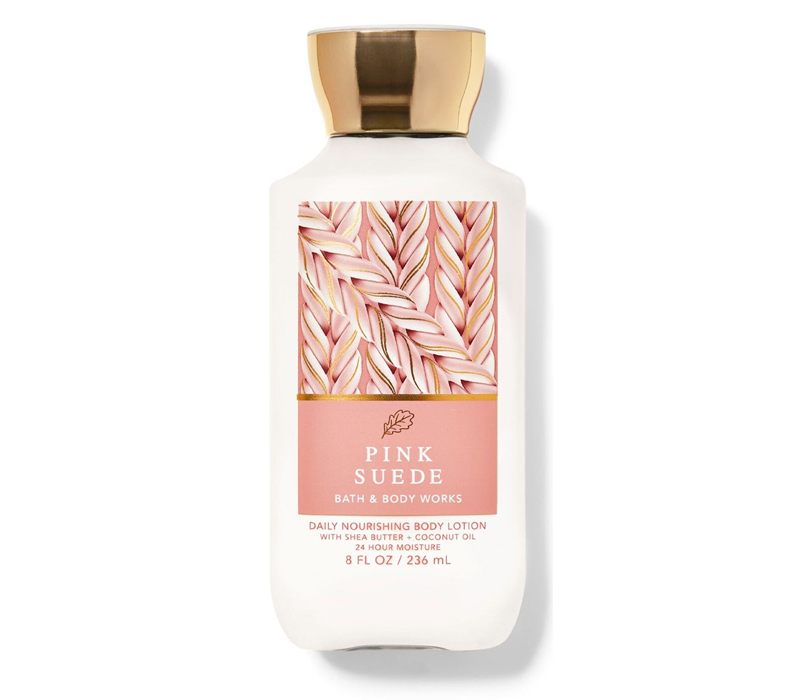 PINK
SUEDE
BATH & BODY WORKS
DAILY NOURISHING BODY LOTION
WITH SHEA BUTTER + COCONUT OIL
24 HOUR MOISTURE
8 FL OZ / 236 mL